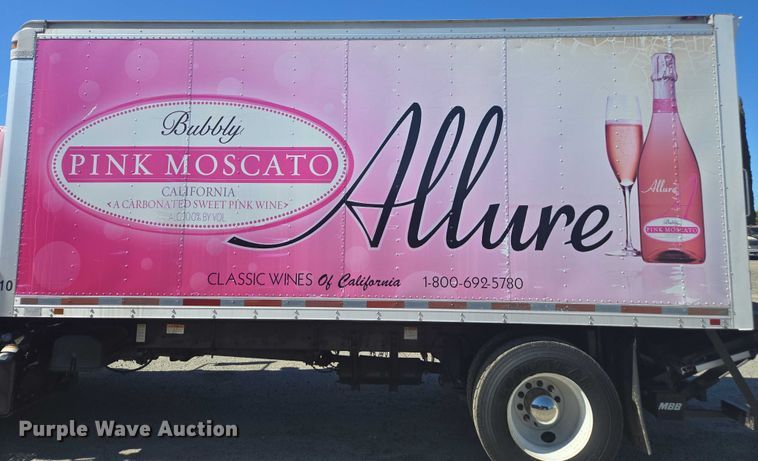 Bubbly
PINK MOSCATO
CALIFORNIA
<A CARBONATED SWEET PINK WINE>
Allure
CLASSIC WINES Of California 1-800-692-5780
Allure
Bubbly
PINK MOSCATO
10
MBB
Purple Wave Auction